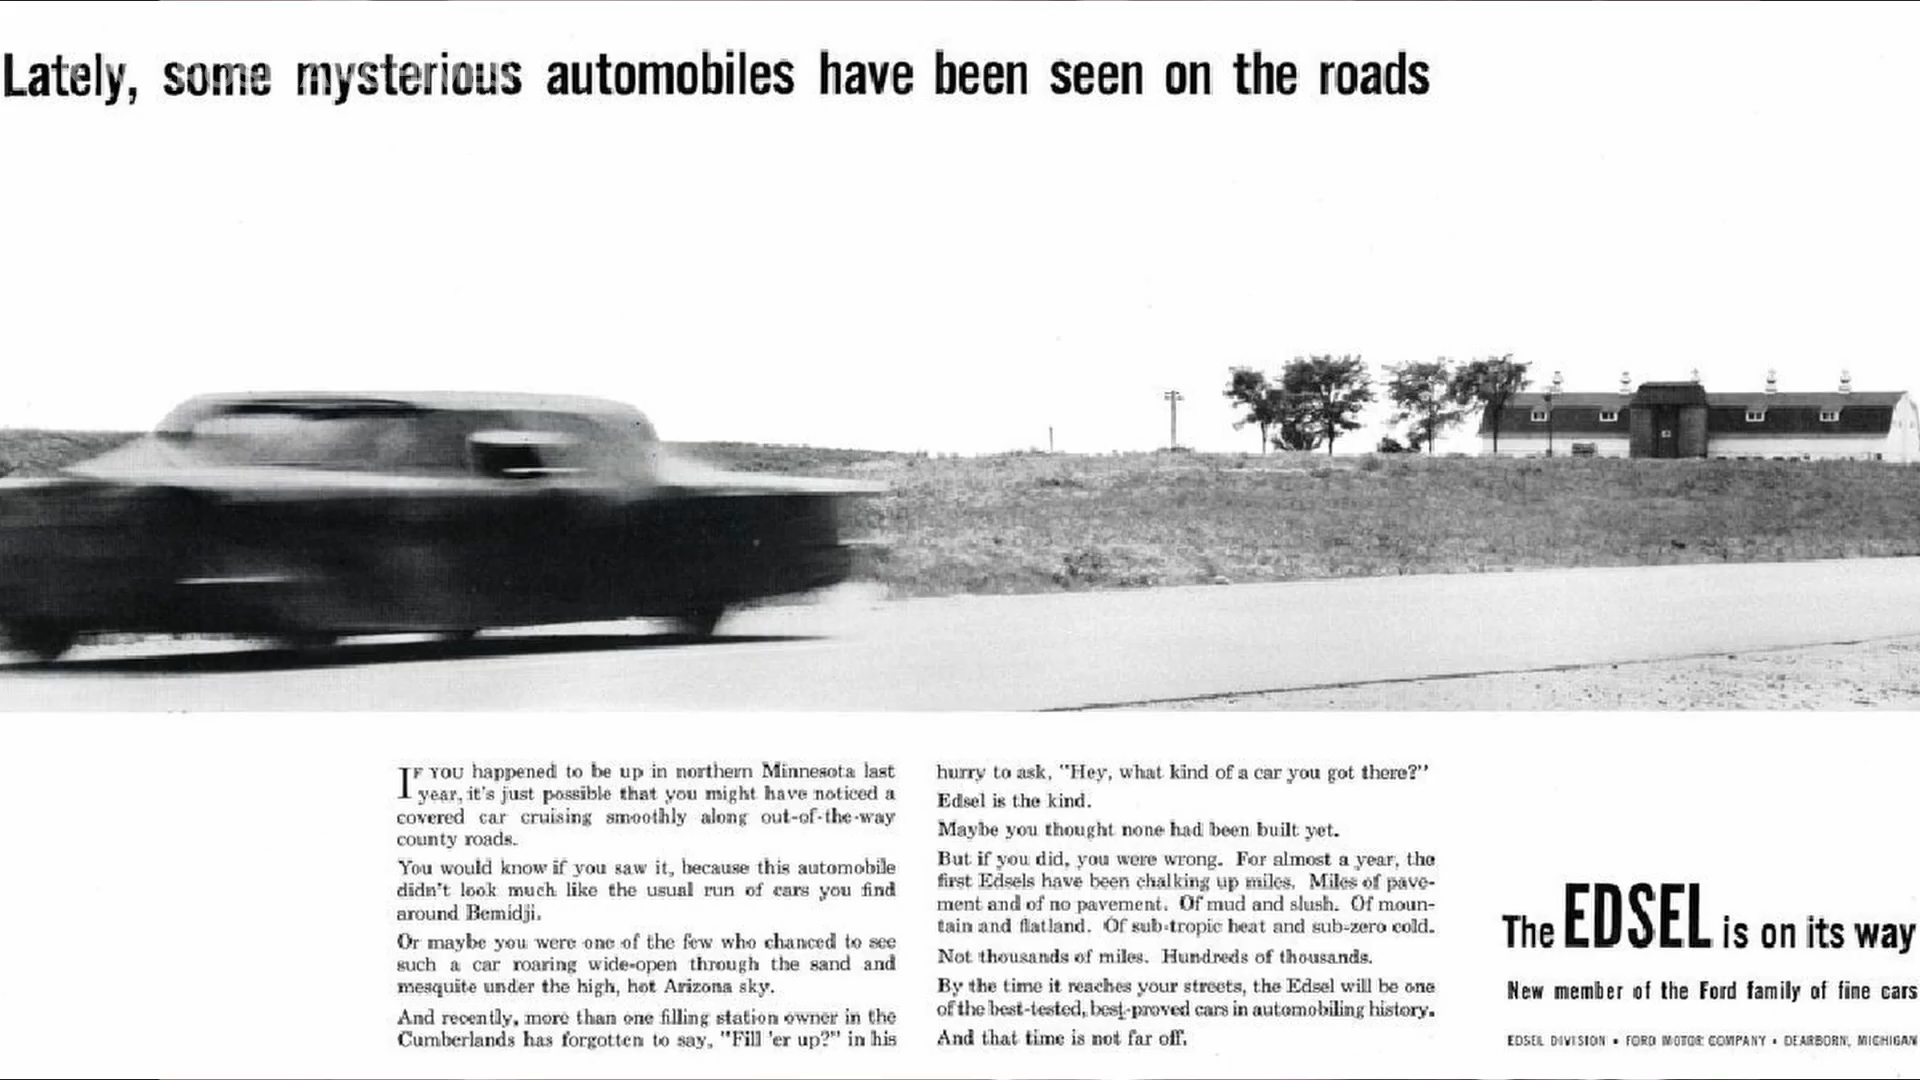 Lately, some mysterious automobiles have been seen on the roads
IF YOU happened to be up in northern Minnesota last
year, it's just possible that you might have noticed a
covered car cruising smoothly along out-of-the-way
county roads.
You would know if you saw it, because this automobile
didn't look much like the usual run of cars you find
around Bemidji.
Or maybe you were one of the few who chanced to see
such a car roaring wide-open through the sand and
mesquite under the high, hot Arizona sky.
And recently, more than one filling station owner in the
Cumberlands has forgotten to say, "Fill 'er up?" in his
hurry to ask, "Hey, what kind of a car you got there?"
Edsel is the kind.
Maybe you thought none had been built yet.
But if you did, you were wrong. For almost a year, the
first Edsels have been chalking up miles. Miles of pave-
ment and of no pavement. Of mud and slush. Of moun-
tain and flatland. Of sub-tropic heat and sub-zero cold.
Not thousands of miles. Hundreds of thousands.
By the time it reaches your streets, the Edsel will be one
of the best-tested, best-proved cars in automobiling history.
And that time is not far off.
The EDSEL is on its way
New member of the Ford family of fine cars
EDSEL DIVISION • FORD MOTOR COMPANY • DEARBORN, MICHIGAN